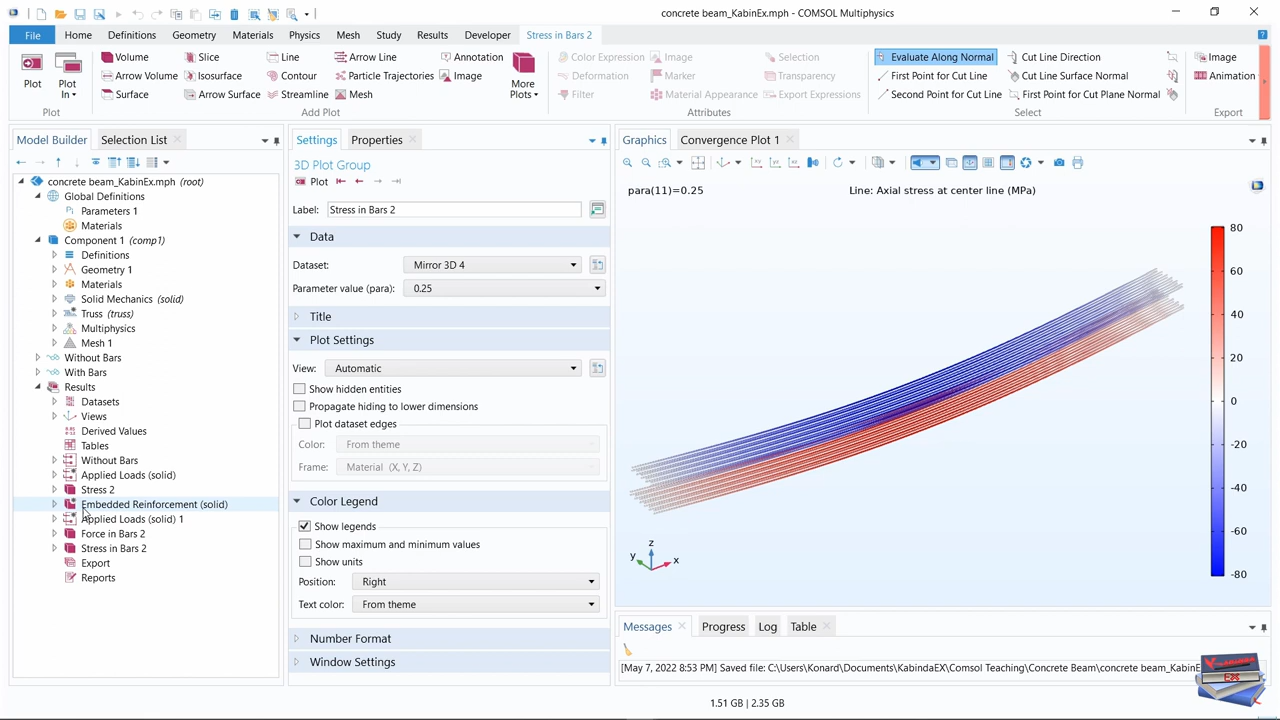 concrete beam_KabinEx.mph - COMSOL Multiphysics
File Home Definitions Geometry Materials Physics Mesh Study Results Developer Stress in Bars 2
Volume Slice Line Arrow Line Annotation
Arrow Volume Isosurface Contour Particle Trajectories Image
Surface Arrow Surface Streamline Mesh
Plot
Plot In
More Plots
Color Expression Image Selection
Deformation Marker Transparency
Filter Material Appearance Export Expressions
Evaluate Along Normal Cut Line Direction
First Point for Cut Line Cut Line Surface Normal
Second Point for Cut Line First Point for Cut Plane Normal
Image
Animation
Plot Add Plot Attributes Select Export
Model Builder Selection List
concrete beam_KabinEx.mph (root)
Global Definitions
Parameters 1
Materials
Component 1 (comp1)
Definitions
Geometry 1
Materials
Solid Mechanics (solid)
Truss (truss)
Multiphysics
Mesh 1
Without Bars
With Bars
Results
Datasets
Views
Derived Values
Tables
Without Bars
Applied Loads (solid)
Stress 2
Embedded Reinforcement (solid)
Applied Loads (solid) 1
Force in Bars 2
Stress in Bars 2
Export
Reports
Settings Properties
3D Plot Group
Plot
Label: Stress in Bars 2
Data
Dataset: Mirror 3D 4
Parameter value (para): 0.25
Title
Plot Settings
View: Automatic
Show hidden entities
Propagate hiding to lower dimensions
Plot dataset edges
Color: From theme
Frame: Material (X, Y, Z)
Color Legend
Show legends
Show maximum and minimum values
Show units
Position: Right
Text color: From theme
Number Format
Window Settings
Graphics Convergence Plot 1
para(11)=0.25 Line: Axial stress at center line (MPa)
80
60
40
20
0
-20
-40
-60
-80
z
y x
Messages Progress Log Table
[May 7, 2022 8:53 PM] Saved file: C:\Users\Konard\Documents\KabindaEX\Comsol Teaching\Concrete Beam\concrete beam_KabinE
1.51 GB | 2.35 GB